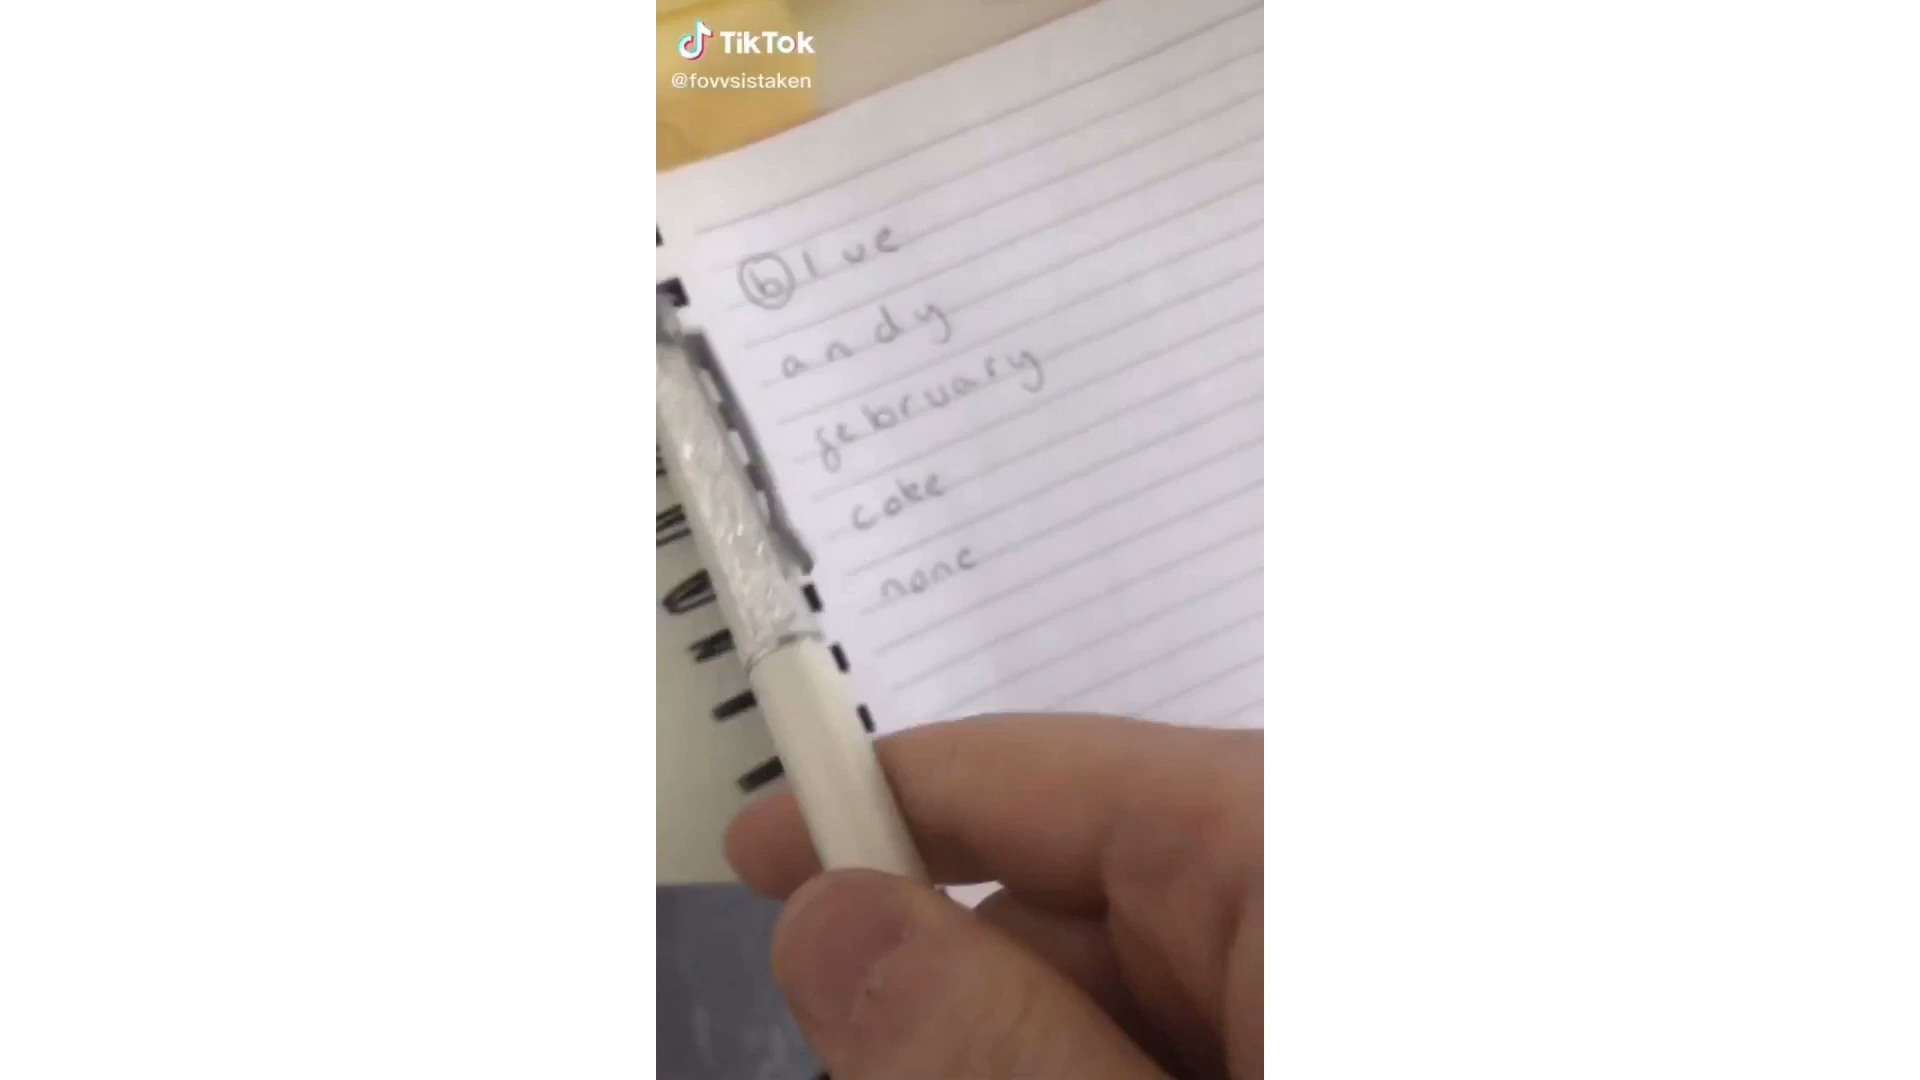 TikTok
@fovvsistaken
blue
andy
february
coke
none